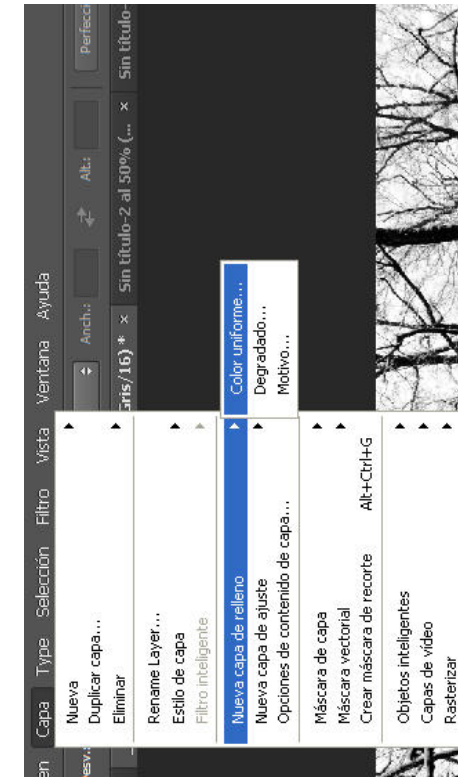 en Capa Type Selección Filtro Vista Ventana Ayuda
esv.: Anch.: Alt.: Perfecci
Gris/16) * × Sin título-2 al 50% (... × Sin título-
Nueva
Duplicar capa...
Eliminar
Rename Layer...
Estilo de capa
Filtro inteligente
Nueva capa de relleno
Color uniforme...
Nueva capa de ajuste
Degradado...
Opciones de contenido de capa...
Motivo...
Máscara de capa
Máscara vectorial
Crear máscara de recorte Alt+Ctrl+G
Objetos inteligentes
Capas de vídeo
Rasterizar